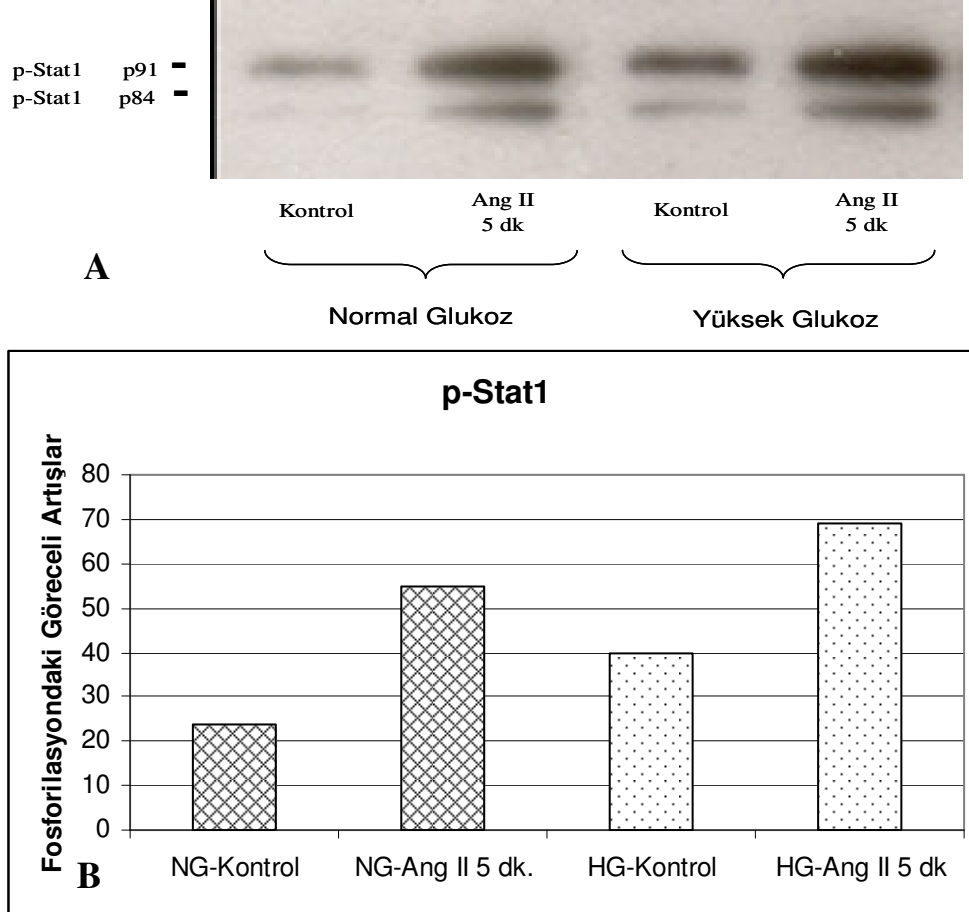 p-Stat1 p91 -
p-Stat1 p84 -
Kontrol Ang II 5 dk Kontrol Ang II 5 dk
A
Normal Glukoz Yüksek Glukoz
p-Stat1
Fosforilasyondaki Göreceli Artışlar
80
70
60
50
40
30
20
10
0
B
NG-Kontrol NG-Ang II 5 dk. HG-Kontrol HG-Ang II 5 dk